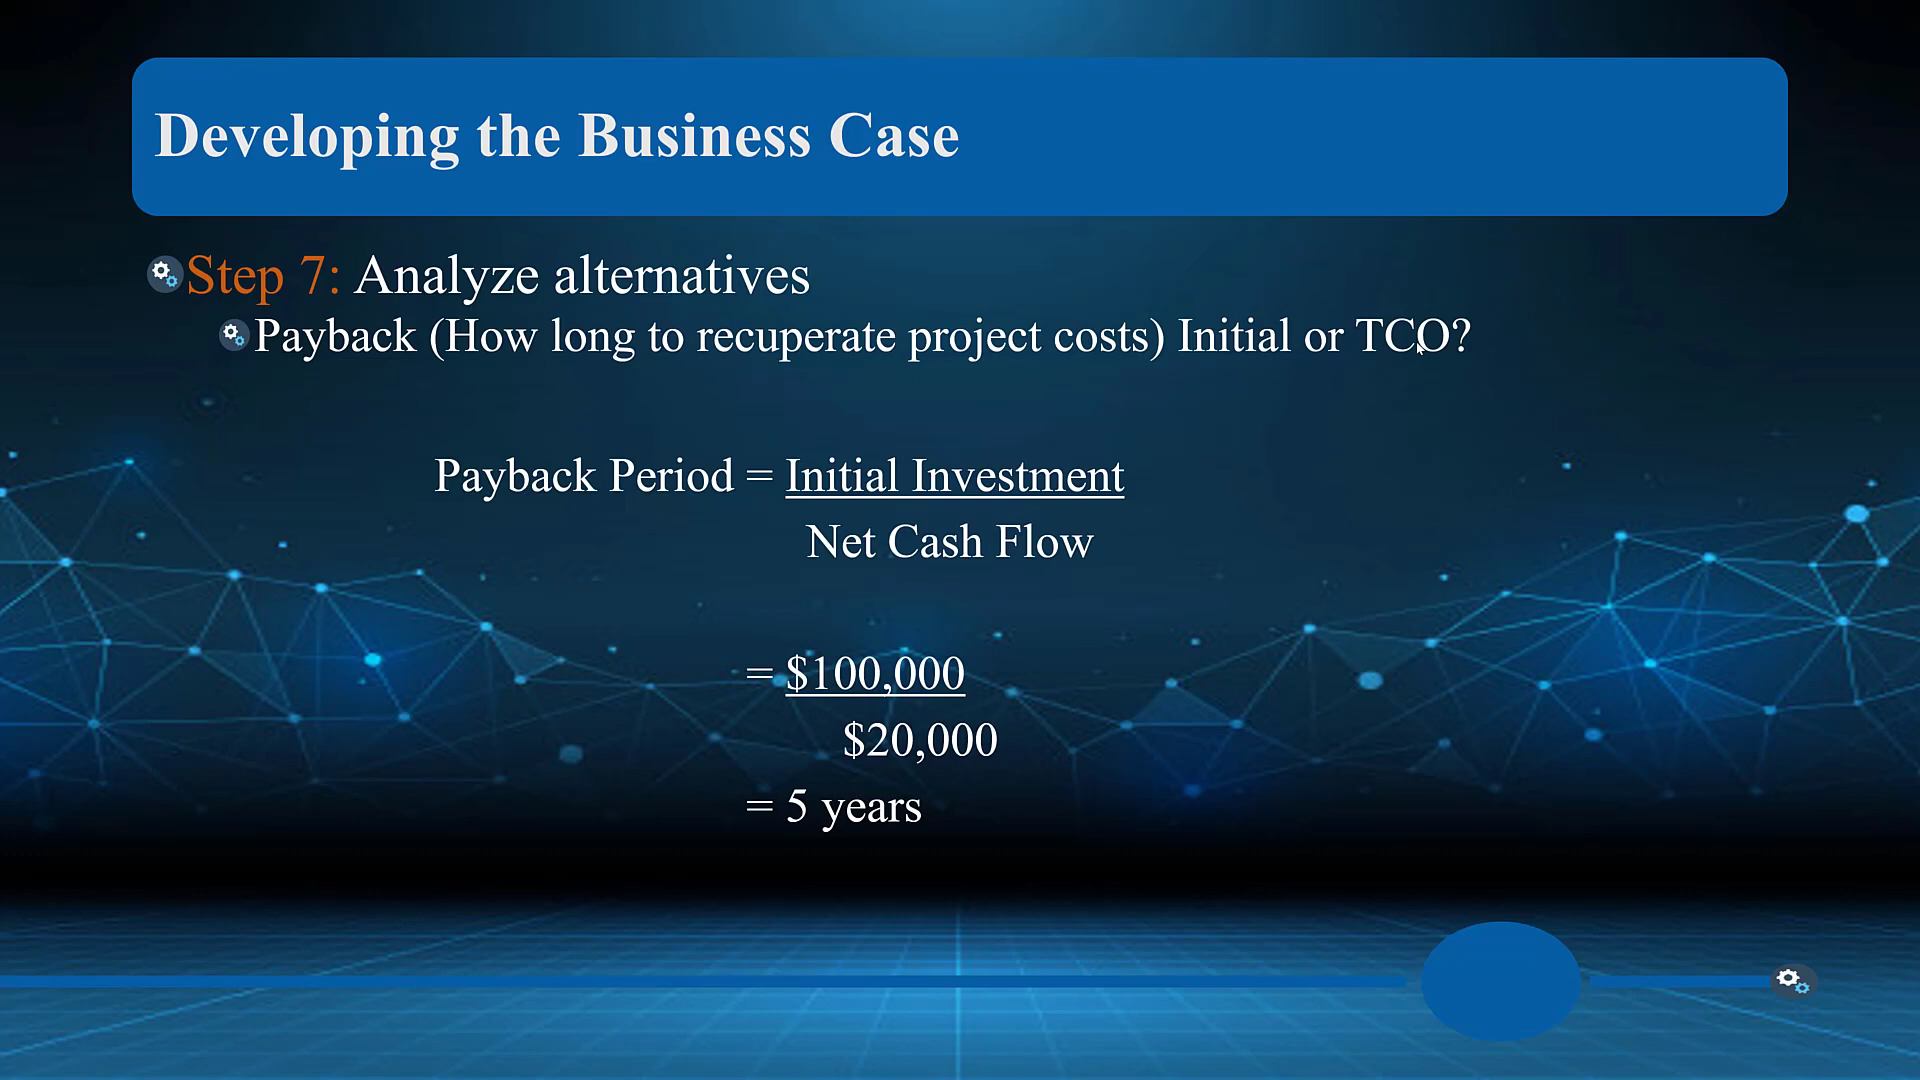 Developing the Business Case
Step 7: Analyze alternatives
Payback (How long to recuperate project costs) Initial or TCO?
Payback Period = Initial Investment
Net Cash Flow
= $100,000
$20,000
= 5 years